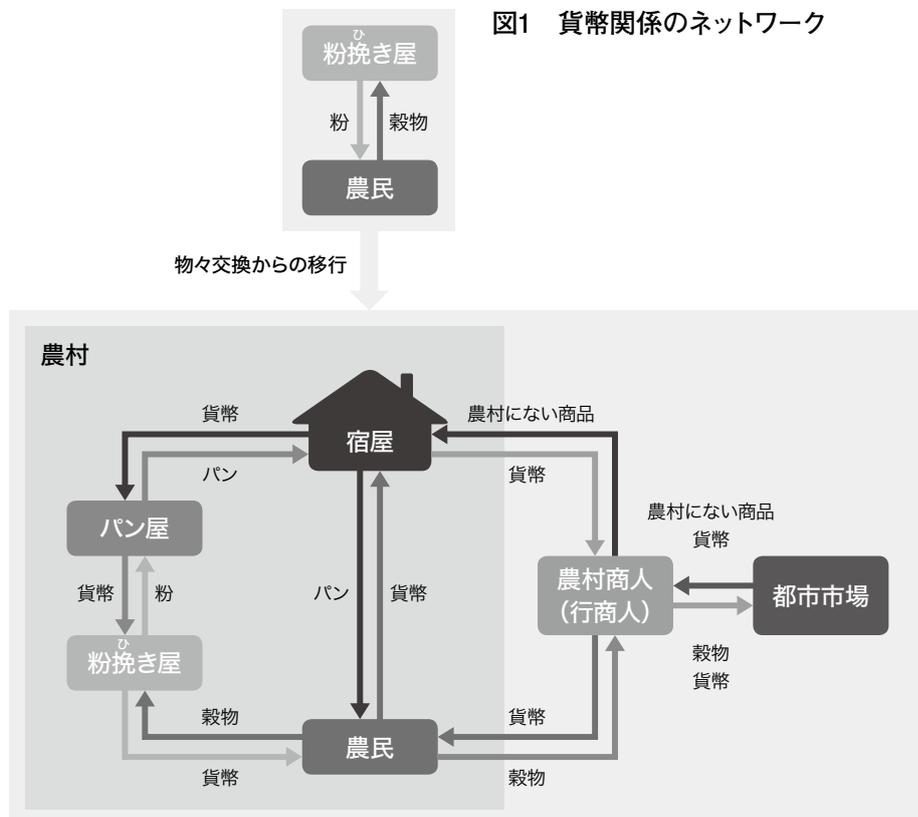 図1　貨幣関係のネットワーク
ひ
粉挽き屋
粉
穀物
農民
物々交換からの移行
農村
貨幣
農村にない商品
宿屋
パン
貨幣
農村にない商品
貨幣
パン屋
農村商人
（行商人）
都市市場
貨幣
粉
パン
貨幣
ひ
粉挽き屋
穀物
貨幣
穀物
貨幣
農民
貨幣
穀物